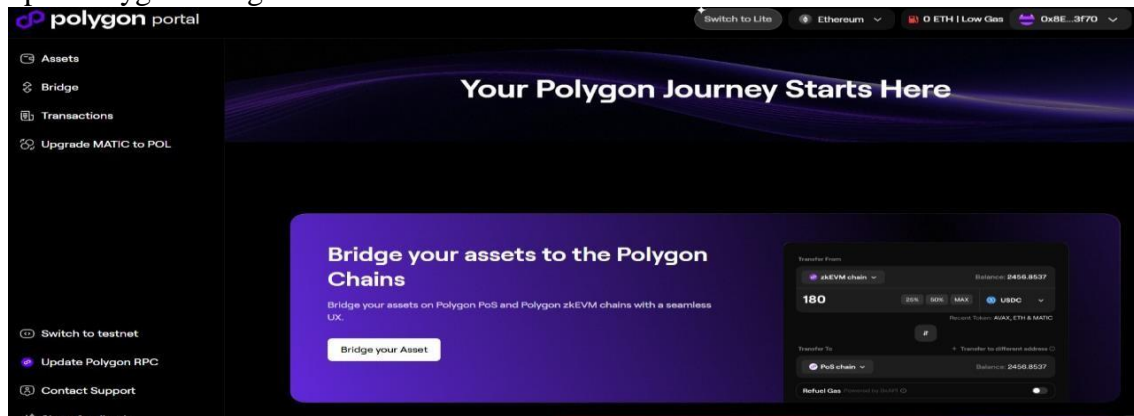 polygon portal
Switch to Lite
Ethereum
0 ETH | Low Gas
0x8E...3f70
Assets
Bridge
Transactions
Upgrade MATIC to POL
Switch to testnet
Update Polygon RPC
Contact Support
Your Polygon Journey Starts Here
Bridge your assets to the Polygon
Chains
Bridge your assets on Polygon PoS and Polygon zkEVM chains with a seamless
UX.
Bridge your Asset
Transfer From
zkEVM chain
Balance: 2456.8537
180
25% 50% MAX
USDC
Recent Token: AVAX, ETH & MATIC
Transfer To
+ Transfer to different address
PoS chain
Balance: 2456.8537
Refuel Gas Powered by